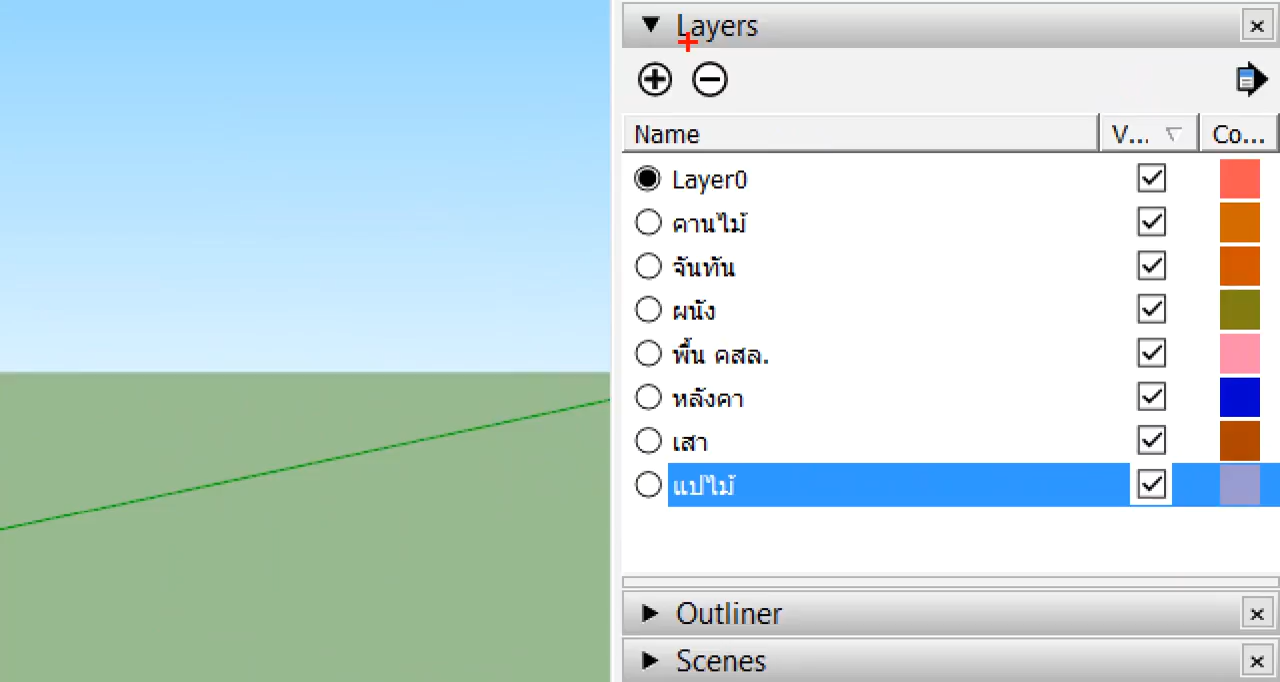 Layers
Name V... Co...
Layer0
คานไม้
จันทัน
ผนัง
พื้น คสล.
หลังคา
เสา
แปไม้
Outliner
Scenes